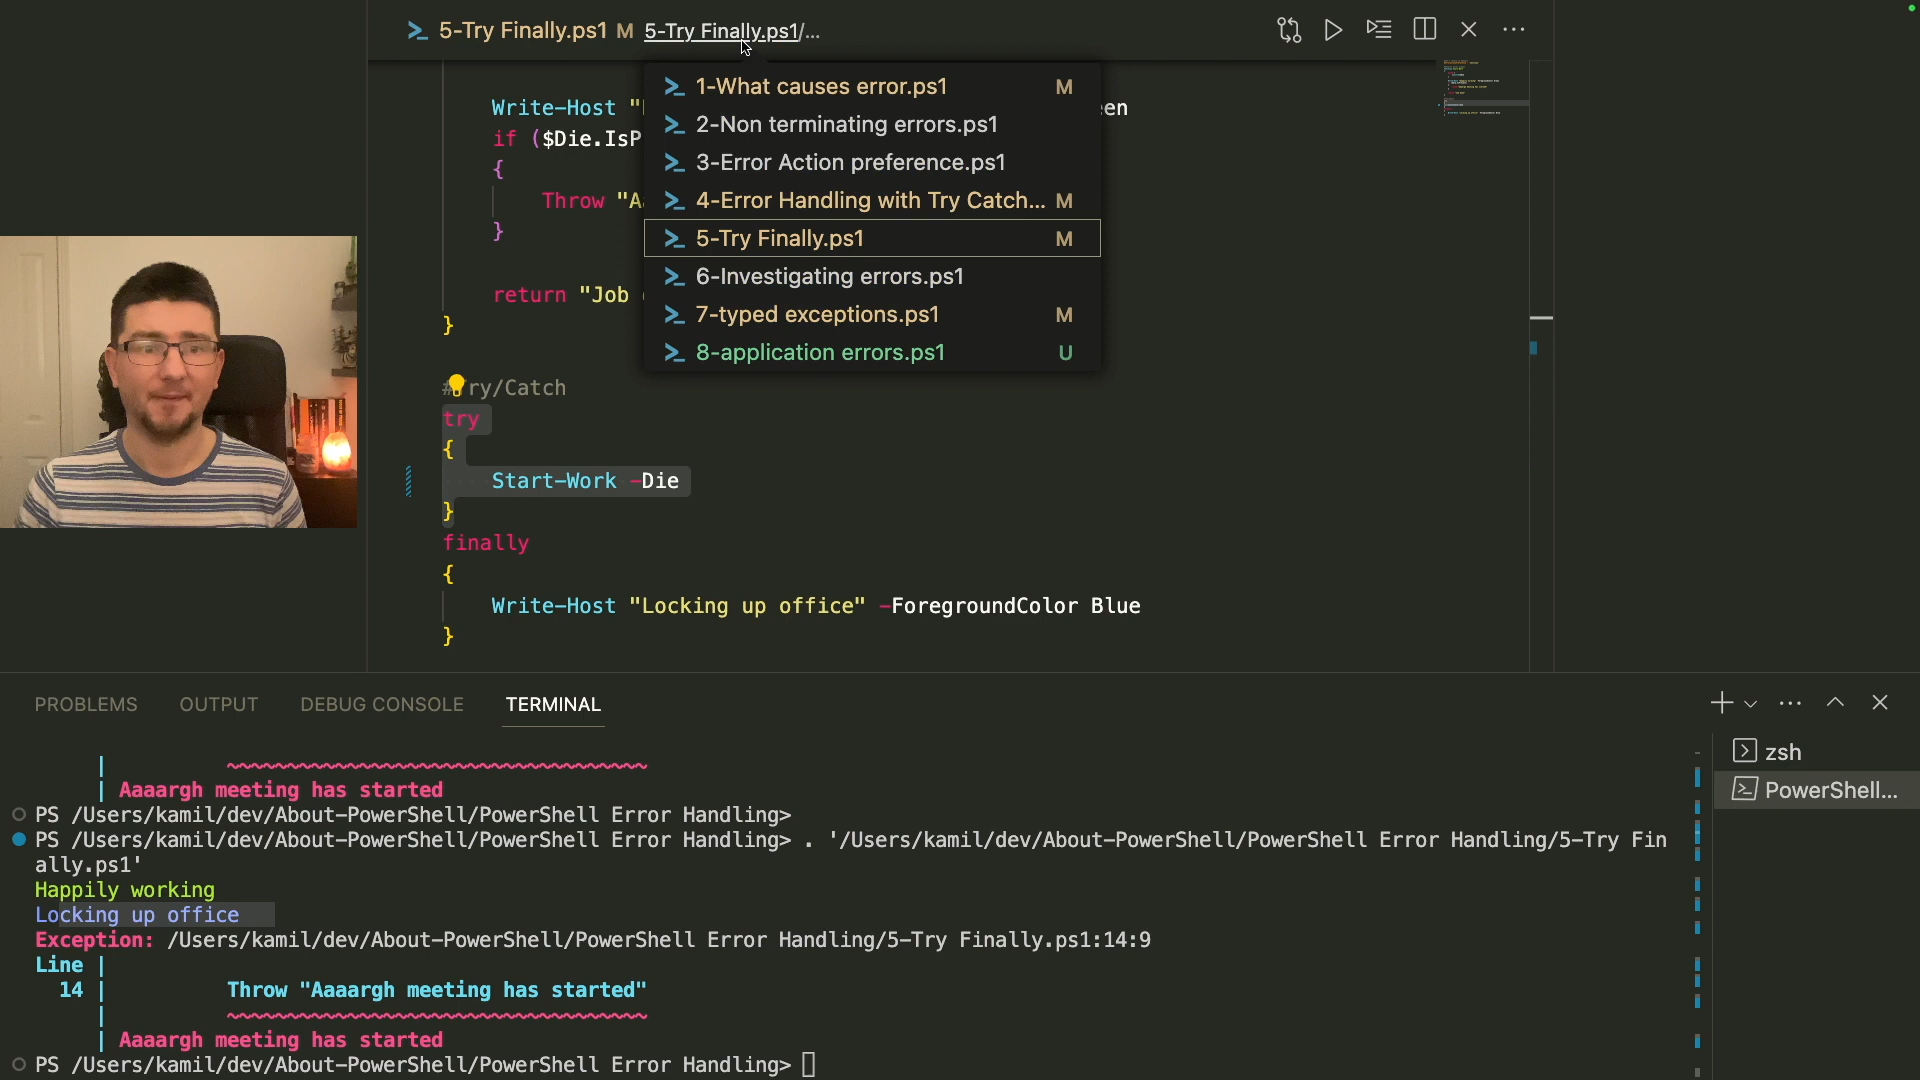 5-Try Finally.ps1 M 5-Try Finally.ps1/...
1-What causes error.ps1 M
2-Non terminating errors.ps1
3-Error Action preference.ps1
4-Error Handling with Try Catch... M
5-Try Finally.ps1 M
6-Investigating errors.ps1
7-typed exceptions.ps1 M
8-application errors.ps1 U
Write-Host " en
if ($Die.IsP
{
Throw "Aa
}
return "Job
}
#Try/Catch
try
{
Start-Work -Die
}
finally
{
Write-Host "Locking up office" -ForegroundColor Blue
}
PROBLEMS OUTPUT DEBUG CONSOLE TERMINAL
zsh
PowerShell...
|
| Aaaargh meeting has started
PS /Users/kamil/dev/About-PowerShell/PowerShell Error Handling>
PS /Users/kamil/dev/About-PowerShell/PowerShell Error Handling> . '/Users/kamil/dev/About-PowerShell/PowerShell Error Handling/5-Try Fin
ally.ps1'
Happily working
Locking up office
Exception: /Users/kamil/dev/About-PowerShell/PowerShell Error Handling/5-Try Finally.ps1:14:9
Line |
14 | Throw "Aaaargh meeting has started"
| ~~~~~~~~~~~~~~~~~~~~~~~~~~~~~~~~~~~
| Aaaargh meeting has started
PS /Users/kamil/dev/About-PowerShell/PowerShell Error Handling>